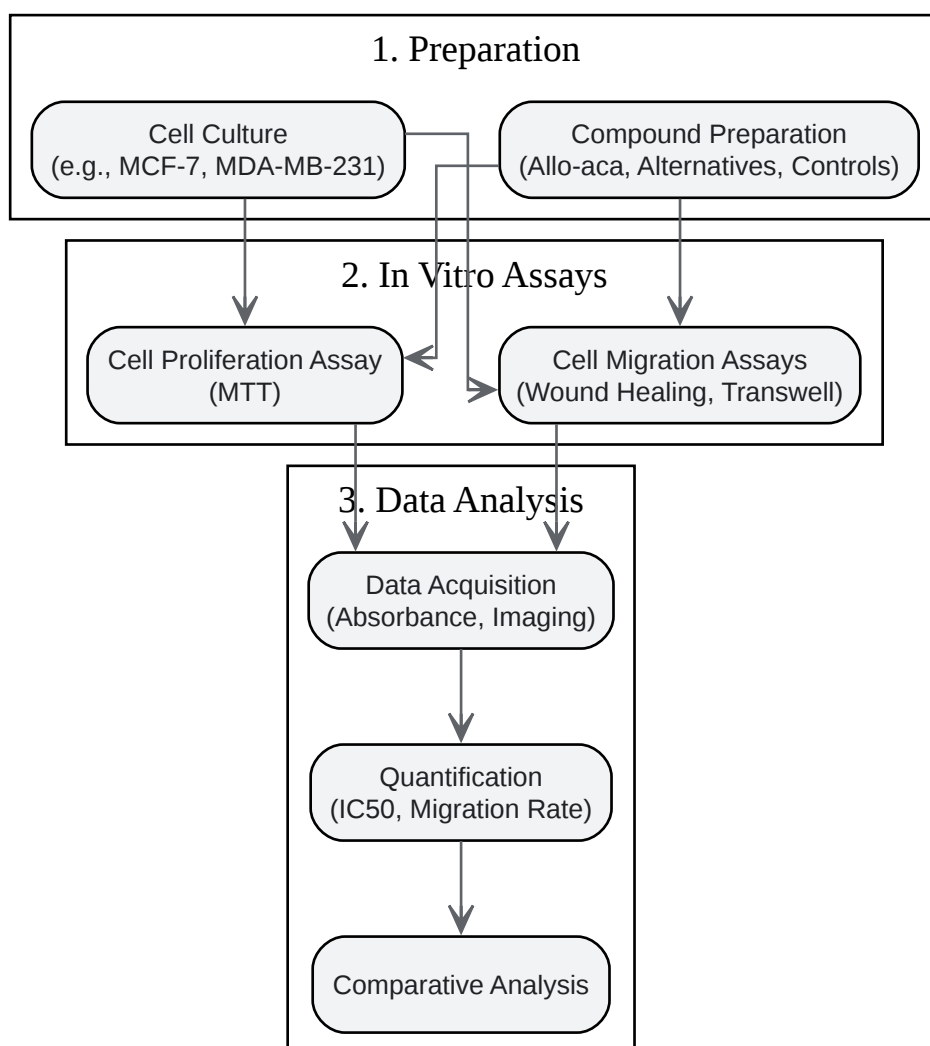 1. Preparation
Cell Culture
(e.g., MCF-7, MDA-MB-231)
Compound Preparation
(Allo-aca, Alternatives, Controls)
2. In Vitro Assays
Cell Proliferation Assay
(MTT)
Cell Migration Assays
(Wound Healing, Transwell)
3. Data Analysis
Data Acquisition
(Absorbance, Imaging)
Quantification
(IC50, Migration Rate)
Comparative Analysis